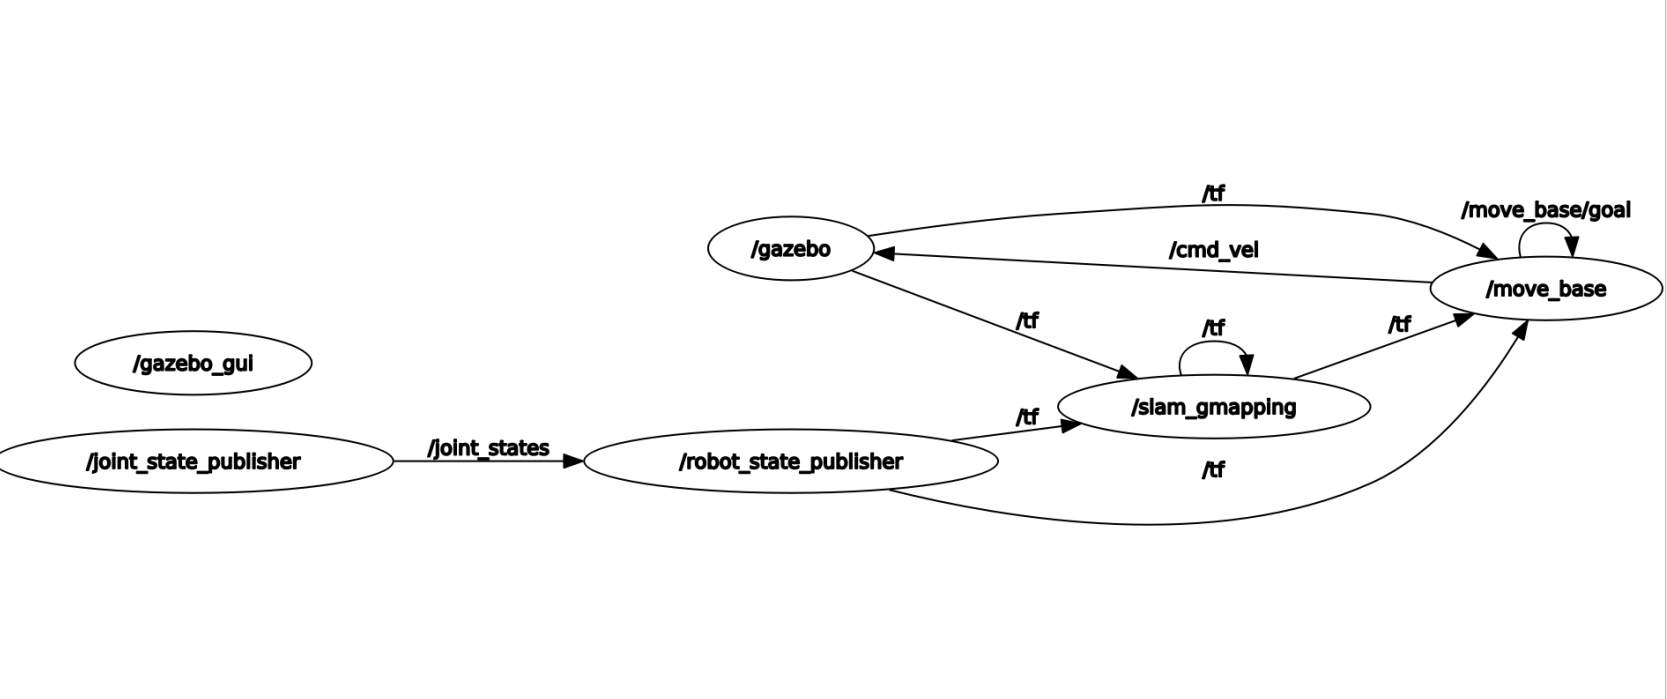 /tf
/move_base/goal
/gazebo
/cmd_vel
/move_base
/tf
/tf
/tf
/gazebo_gui
/tf
/slam_gmapping
/joint_state_publisher
/joint_states
/robot_state_publisher
/tf